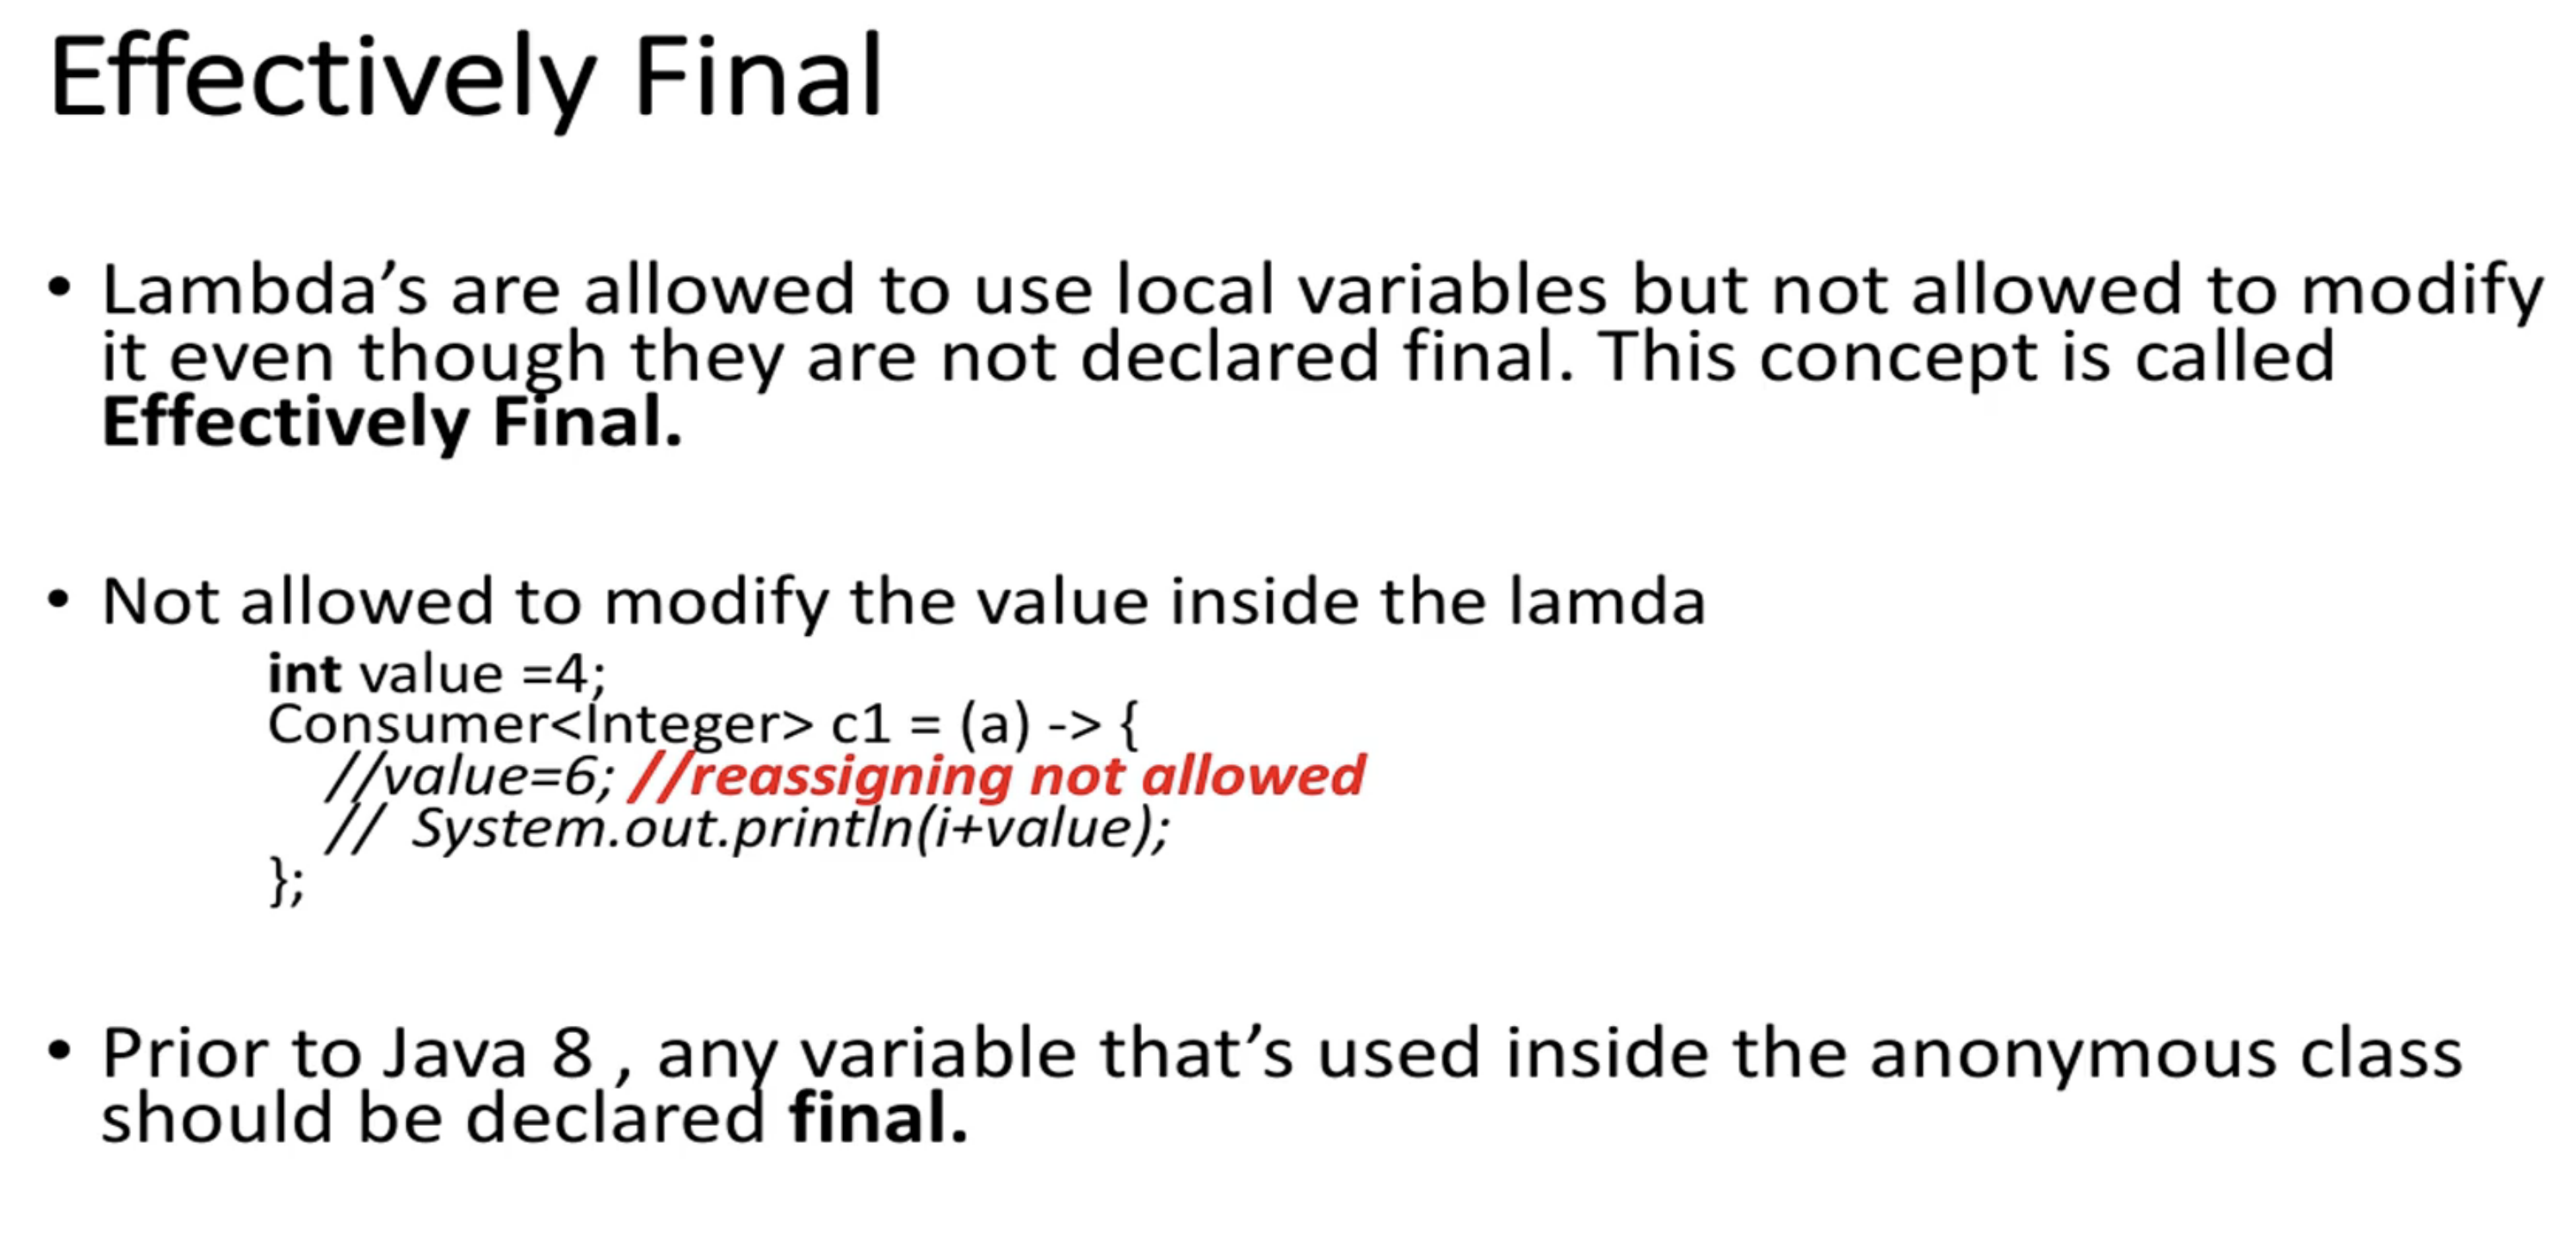 Effectively Final
• Lambda’s are allowed to use local variables but not allowed to modify
it even though they are not declared final. This concept is called
Effectively Final.
• Not allowed to modify the value inside the lamda
int value =4;
Consumer<Integer> c1 = (a) -> {
//value=6; //reassigning not allowed
// System.out.println(i+value);
};
• Prior to Java 8 , any variable that’s used inside the anonymous class
should be declared final.